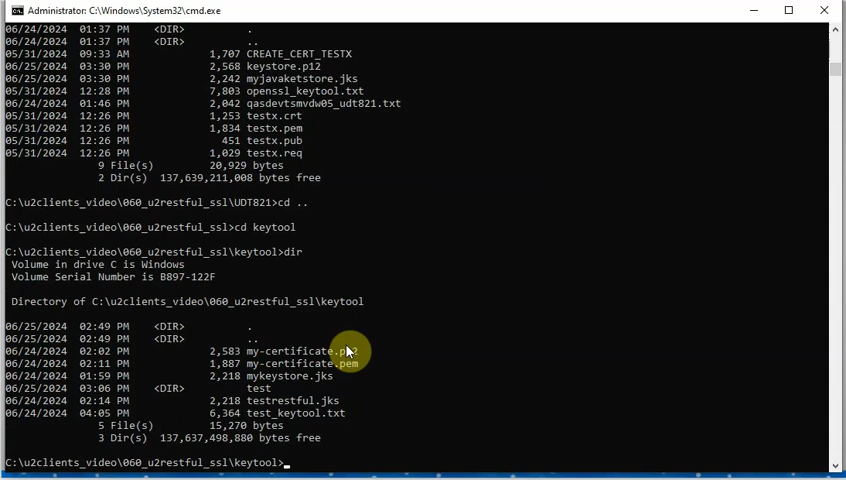 Administrator: C:\Windows\System32\cmd.exe
06/24/2024  01:37 PM    <DIR>          .
06/24/2024  01:37 PM    <DIR>          ..
05/31/2024  09:33 AM             1,707 CREATE_CERT_TESTX
06/25/2024  03:30 PM             2,568 keystore.p12
06/25/2024  03:30 PM             2,242 myjavaketstore.jks
05/31/2024  12:28 PM             7,803 openssl_keytool.txt
06/24/2024  01:46 PM             2,042 qasdevtsmvdw05_udt821.txt
05/31/2024  12:26 PM             1,253 testx.crt
05/31/2024  12:26 PM             1,834 testx.pem
05/31/2024  12:26 PM               451 testx.pub
05/31/2024  12:26 PM             1,029 testx.req
9 File(s)         20,929 bytes
2 Dir(s)  137,639,211,008 bytes free
C:\u2clients_video\060_u2restful_ssl\UDT821>cd ..
C:\u2clients_video\060_u2restful_ssl>cd keytool
C:\u2clients_video\060_u2restful_ssl\keytool>dir
Volume in drive C is Windows
Volume Serial Number is B897-122F
Directory of C:\u2clients_video\060_u2restful_ssl\keytool
06/25/2024  02:49 PM    <DIR>          .
06/25/2024  02:49 PM    <DIR>          ..
06/24/2024  02:02 PM             2,583 my-certificate.p12
06/24/2024  02:11 PM             1,887 my-certificate.pem
06/24/2024  01:59 PM             2,218 mykeystore.jks
06/25/2024  03:06 PM    <DIR>          test
06/24/2024  02:14 PM             2,218 testrestful.jks
06/24/2024  04:05 PM             6,364 test_keytool.txt
5 File(s)         15,270 bytes
3 Dir(s)  137,637,498,880 bytes free
C:\u2clients_video\060_u2restful_ssl\keytool>